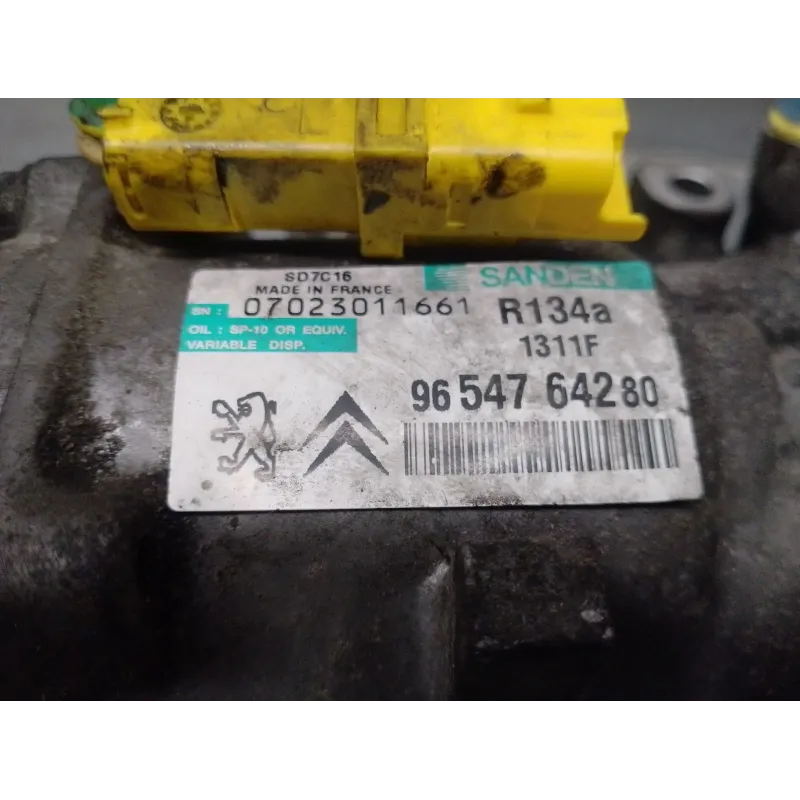 SD7C16
MADE IN FRANCE
SANDEN
SN : 07023011661
R134a
OIL : SP-10 OR EQUIV.
VARIABLE DISP.
1311F
96 547 642 80